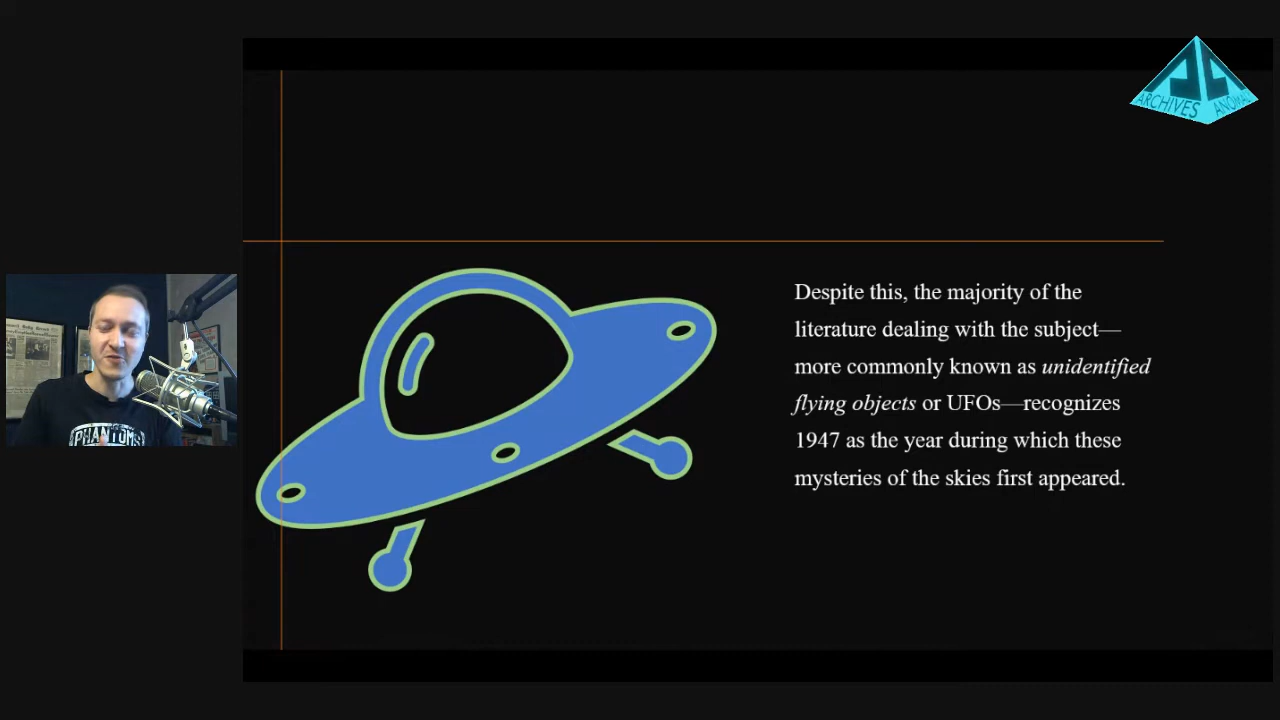 ARCHIVES
Despite this, the majority of the
literature dealing with the subject—
more commonly known as unidentified
flying objects or UFOs—recognizes
1947 as the year during which these
mysteries of the skies first appeared.
PHANTOMS